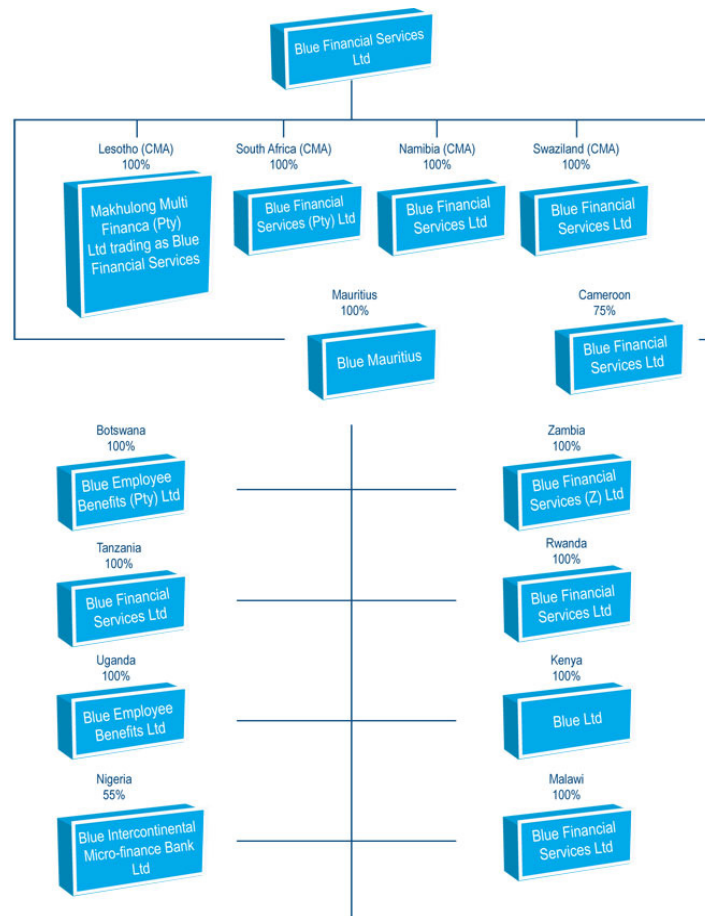 Blue Financial Services
Ltd
Lesotho (CMA)
100%
Makhulong Multi
Financa (Pty)
Ltd trading as Blue
Financial Services
South Africa (CMA)
100%
Blue Financial
Services (Pty) Ltd
Namibia (CMA)
100%
Blue Financial
Services Ltd
Swaziland (CMA)
100%
Blue Financial
Services Ltd
Mauritius
100%
Blue Mauritius
Cameroon
75%
Blue Financial
Services Ltd
Botswana
100%
Blue Employee
Benefits (Pty) Ltd
Zambia
100%
Blue Financial
Services (Z) Ltd
Tanzania
100%
Blue Financial
Services Ltd
Rwanda
100%
Blue Financial
Services Ltd
Uganda
100%
Blue Employee
Benefits Ltd
Kenya
100%
Blue Ltd
Nigeria
55%
Blue Intercontinental
Micro-finance Bank
Ltd
Malawi
100%
Blue Financial
Services Ltd